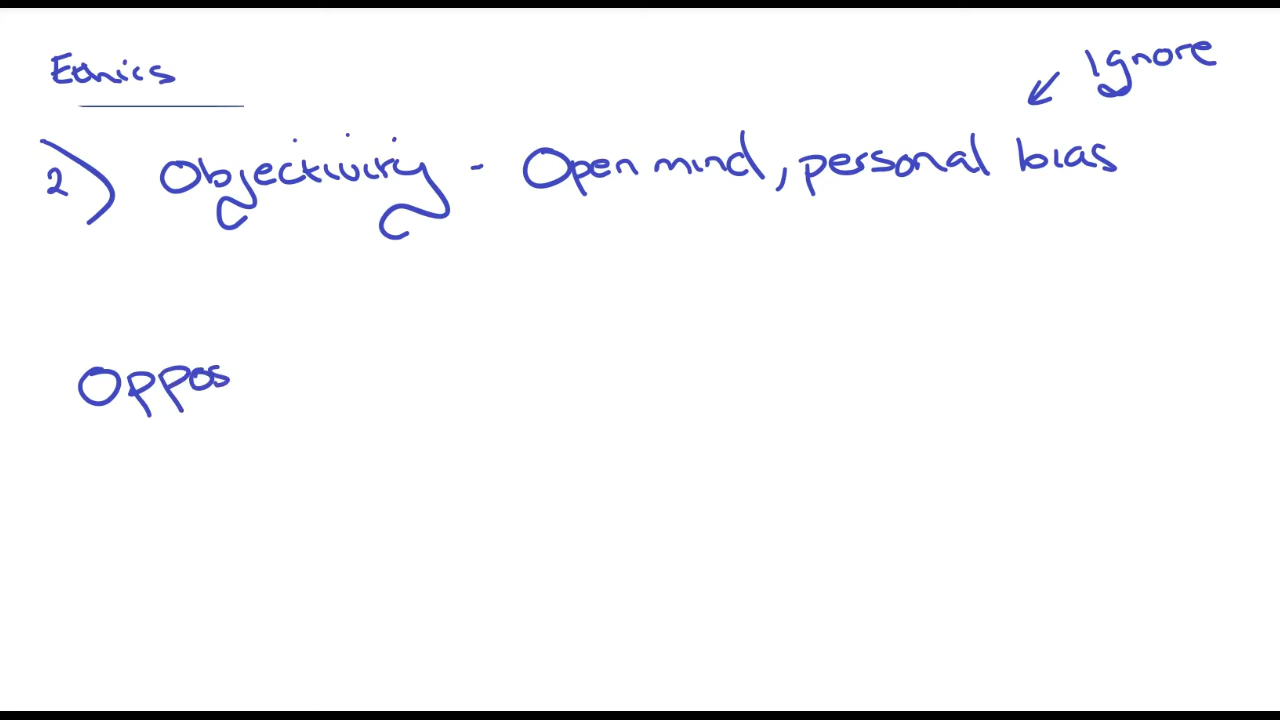 Ethics
Ignore
2) Objectivity - Open mind, personal bias
Oppos